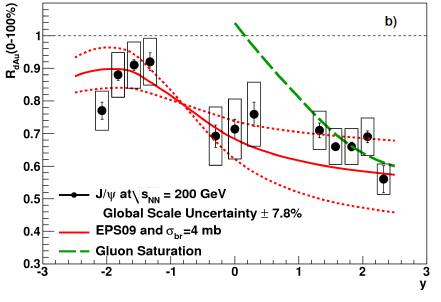 b)
R_dAu(0-100%)
1
0.9
0.8
0.7
0.6
0.5
0.4
0.3
J/ψ at √s_NN = 200 GeV
Global Scale Uncertainty ± 7.8%
EPS09 and σ_br=4 mb
Gluon Saturation
-3 -2 -1 0 1 2 3
y